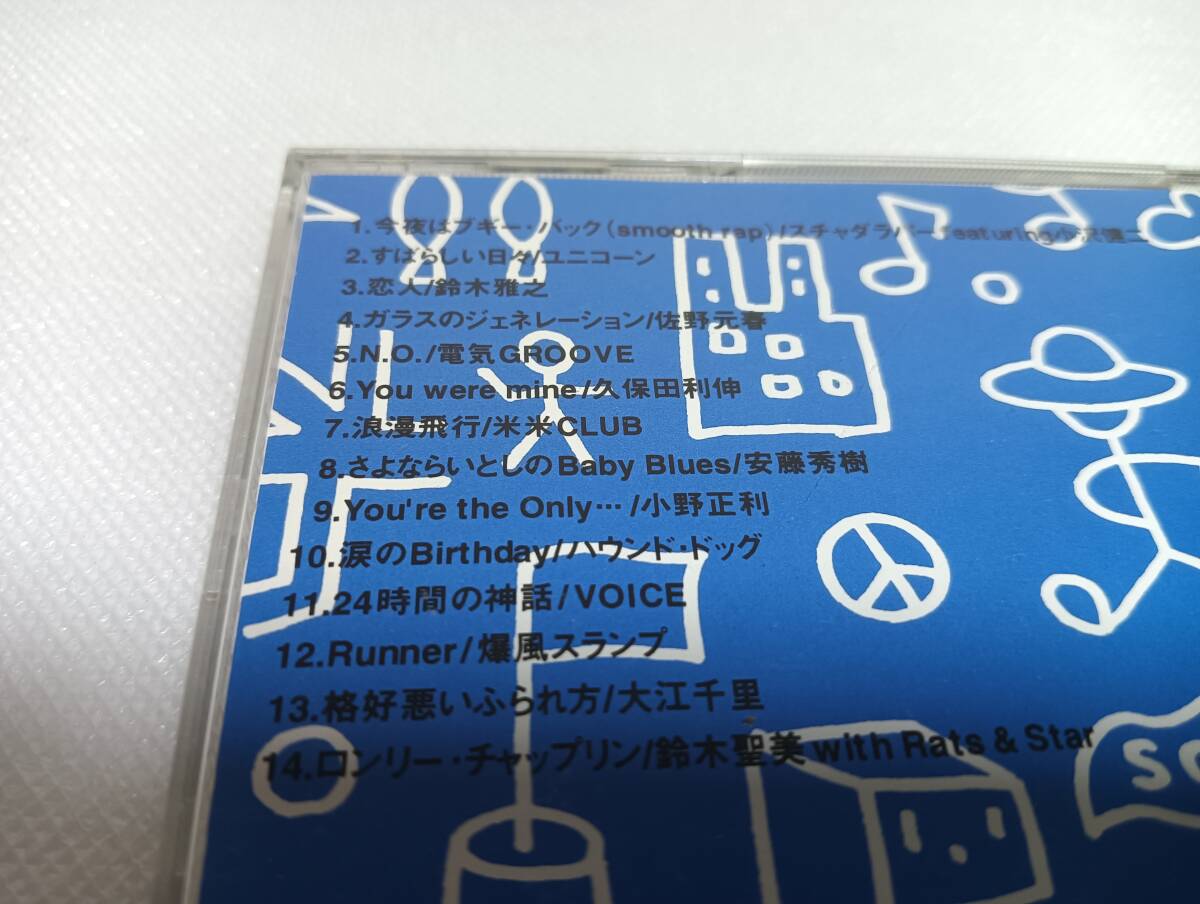 1.今夜はブギー・バック(smooth rap)/スチャダラパーfeaturing小沢健二
2.すばらしい日々/ユニコーン
3.恋人/鈴木雅之
4.ガラスのジェネレーション/佐野元春
5.N.O./電気GROOVE
6.You were mine/久保田利伸
7.浪漫飛行/米米CLUB
8.さよならいとしのBaby Blues/安藤秀樹
9.You're the Only…/小野正利
10.涙のBirthday/ハウンド・ドッグ
11.24時間の神話/VOICE
12.Runner/爆風スランプ
13.格好悪いふられ方/大江千里
14.ロンリー・チャップリン/鈴木聖美 with Rats & Star